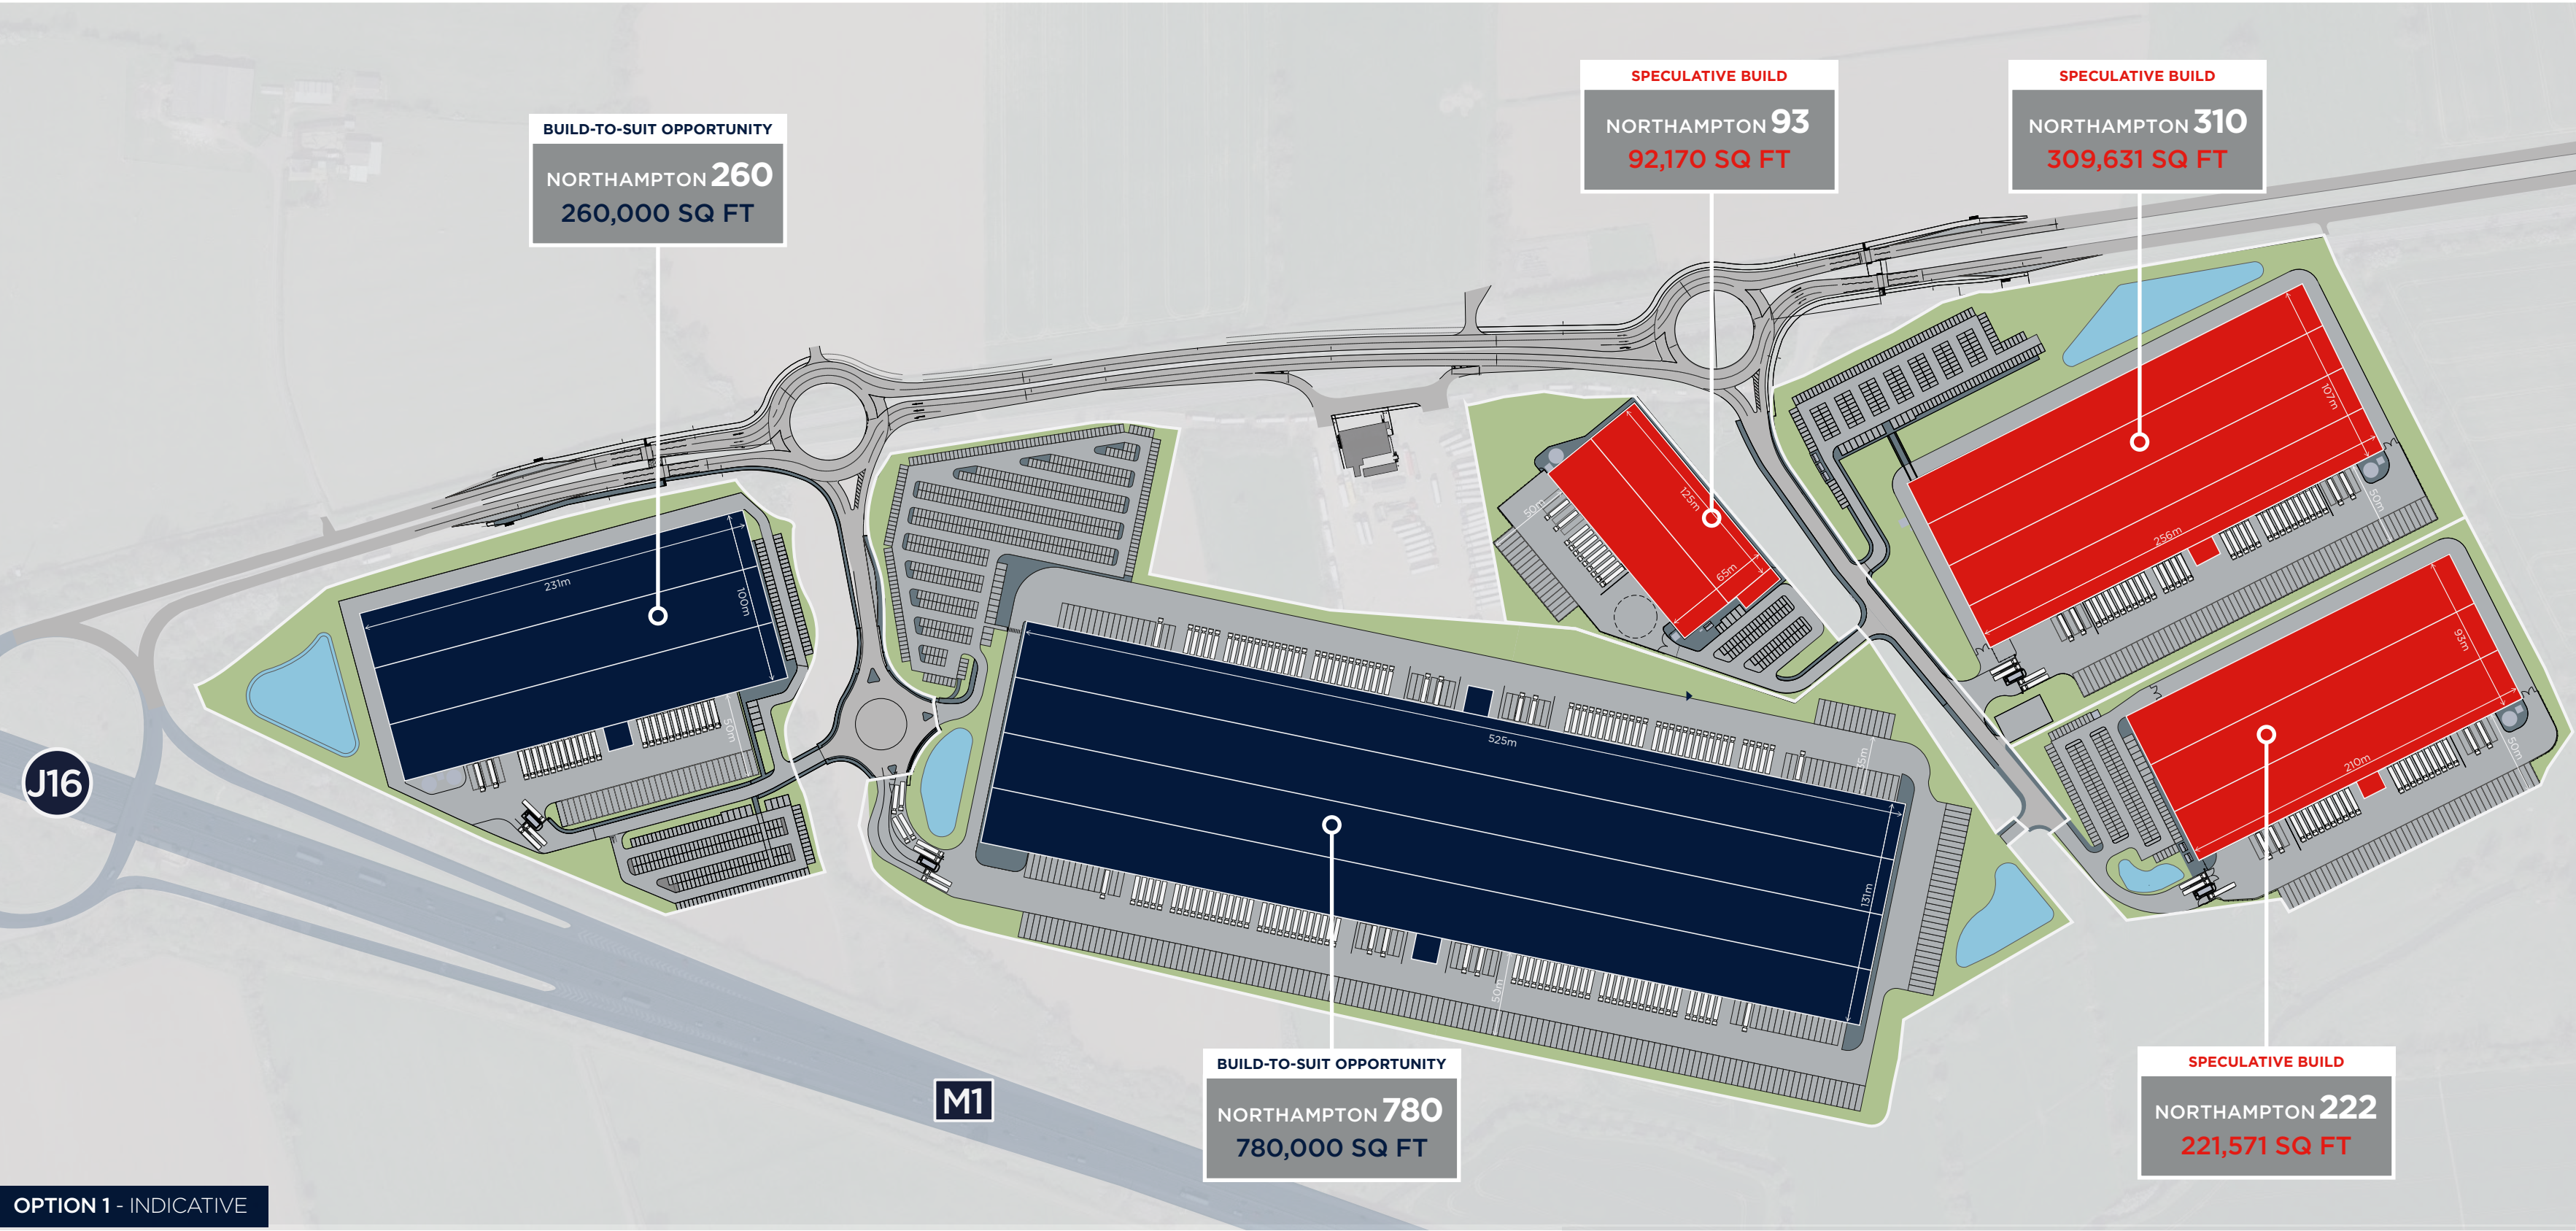 SPECULATIVE BUILD
NORTHAMPTON 93
92,170 SQ FT
SPECULATIVE BUILD
NORTHAMPTON 310
309,631 SQ FT
BUILD-TO-SUIT OPPORTUNITY
NORTHAMPTON 260
260,000 SQ FT
231m
100m
50m
125m
65m
50m
107m
256m
50m
93m
210m
50m
525m
131m
35m
50m
J16
M1
BUILD-TO-SUIT OPPORTUNITY
NORTHAMPTON 780
780,000 SQ FT
SPECULATIVE BUILD
NORTHAMPTON 222
221,571 SQ FT
OPTION 1 - INDICATIVE